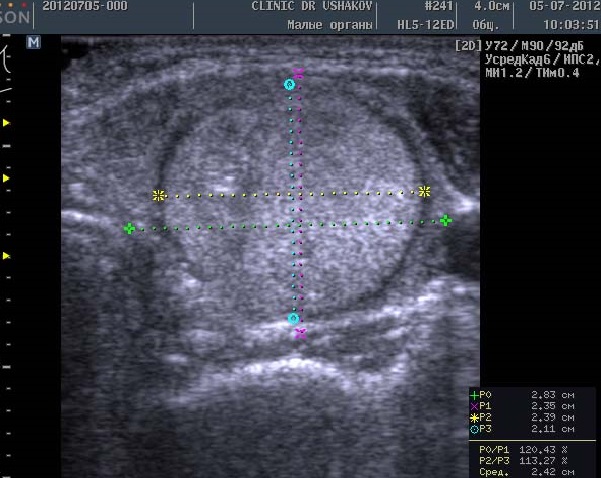 20120705-000 CLINIC DR USHAKOV #241 4.0см 05-07-2012
SON Малые органы HL5-12ED Общ. 10:03:51
M
[2D] У72/М90/92дБ
УсредКад6/ИПС2,
МИ1.2/ТИм0.4
P0 2.83 см
P1 2.35 см
P2 2.39 см
P3 2.11 см
P0/P1 120.43 %
P2/P3 113.27 %
Сред. 2.42 см